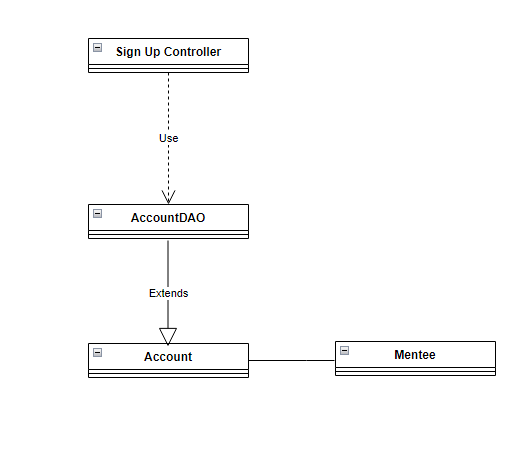 Sign Up Controller
Use
AccountDAO
Extends
Account
Mentee